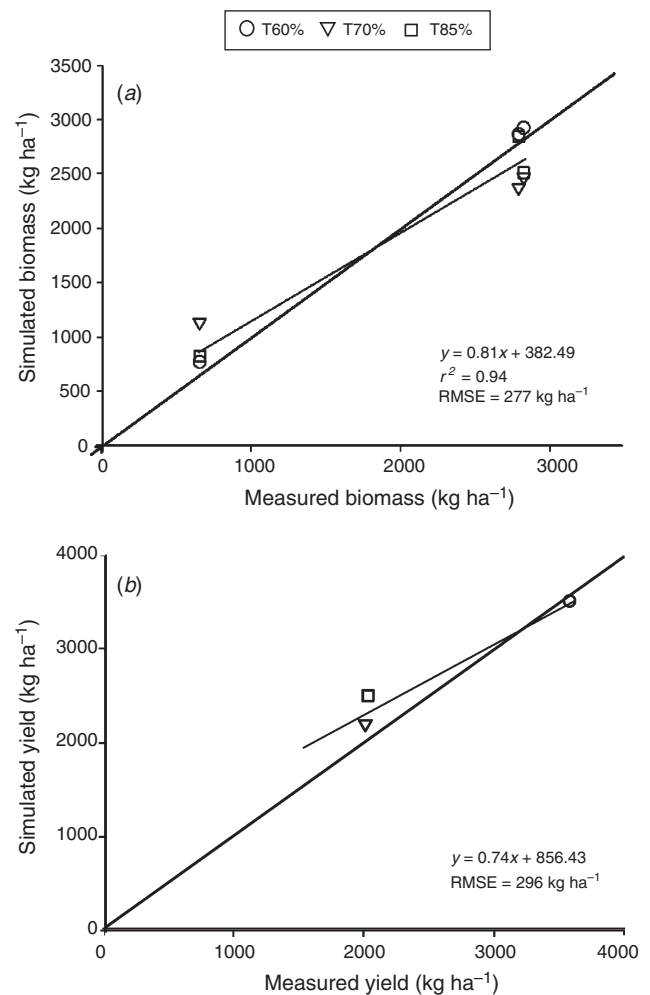 T60% T70% T85%
(a)
Simulated biomass (kg ha⁻¹)
3500
3000
2500
2000
1500
1000
500
0
y = 0.81x + 382.49
r² = 0.94
RMSE = 277 kg ha⁻¹
0 1000 2000 3000
Measured biomass (kg ha⁻¹)
(b)
Simulated yield (kg ha⁻¹)
4000
3000
2000
1000
0
y = 0.74x + 856.43
RMSE = 296 kg ha⁻¹
0 1000 2000 3000 4000
Measured yield (kg ha⁻¹)